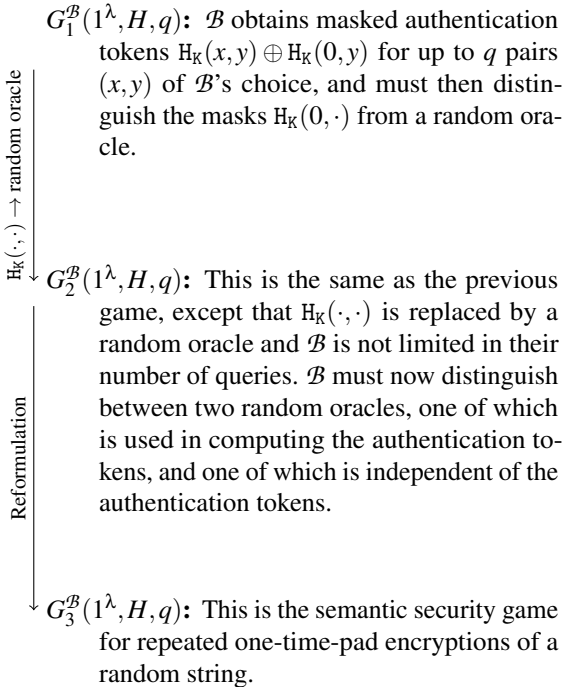 G₁^ℬ(1^λ, H, q): ℬ obtains masked authentication
tokens H_K(x, y) ⊕ H_K(0, y) for up to q pairs
(x, y) of ℬ's choice, and must then distin-
guish the masks H_K(0, ·) from a random ora-
cle.
H_K(·, ·) → random oracle
G₂^ℬ(1^λ, H, q): This is the same as the previous
game, except that H_K(·, ·) is replaced by a
random oracle and ℬ is not limited in their
number of queries. ℬ must now distinguish
between two random oracles, one of which
is used in computing the authentication to-
kens, and one of which is independent of the
authentication tokens.
Reformulation
G₃^ℬ(1^λ, H, q): This is the semantic security game
for repeated one-time-pad encryptions of a
random string.